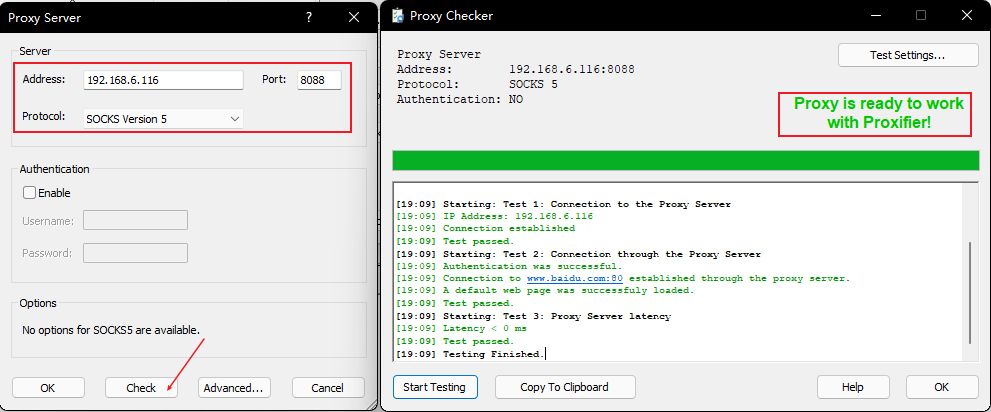 Proxy Server
Server
Address: 192.168.6.116 Port: 8088
Protocol: SOCKS Version 5
Authentication
Enable
Username:
Password:
Options
No options for SOCKS5 are available.
OK Check Advanced... Cancel
Proxy Checker
Proxy Server
Address: 192.168.6.116:8088
Protocol: SOCKS 5
Authentication: NO
Test Settings...
Proxy is ready to work
with Proxifier!
[19:09] Starting: Test 1: Connection to the Proxy Server
[19:09] IP Address: 192.168.6.116
[19:09] Connection established
[19:09] Test passed.
[19:09] Starting: Test 2: Connection through the Proxy Server
[19:09] Authentication was successful.
[19:09] Connection to www.baidu.com:80 established through the proxy server.
[19:09] A default web page was successfuly loaded.
[19:09] Test passed.
[19:09] Starting: Test 3: Proxy Server latency
[19:09] Latency < 0 ms
[19:09] Test passed.
[19:09] Testing Finished.
Start Testing Copy To Clipboard Help OK